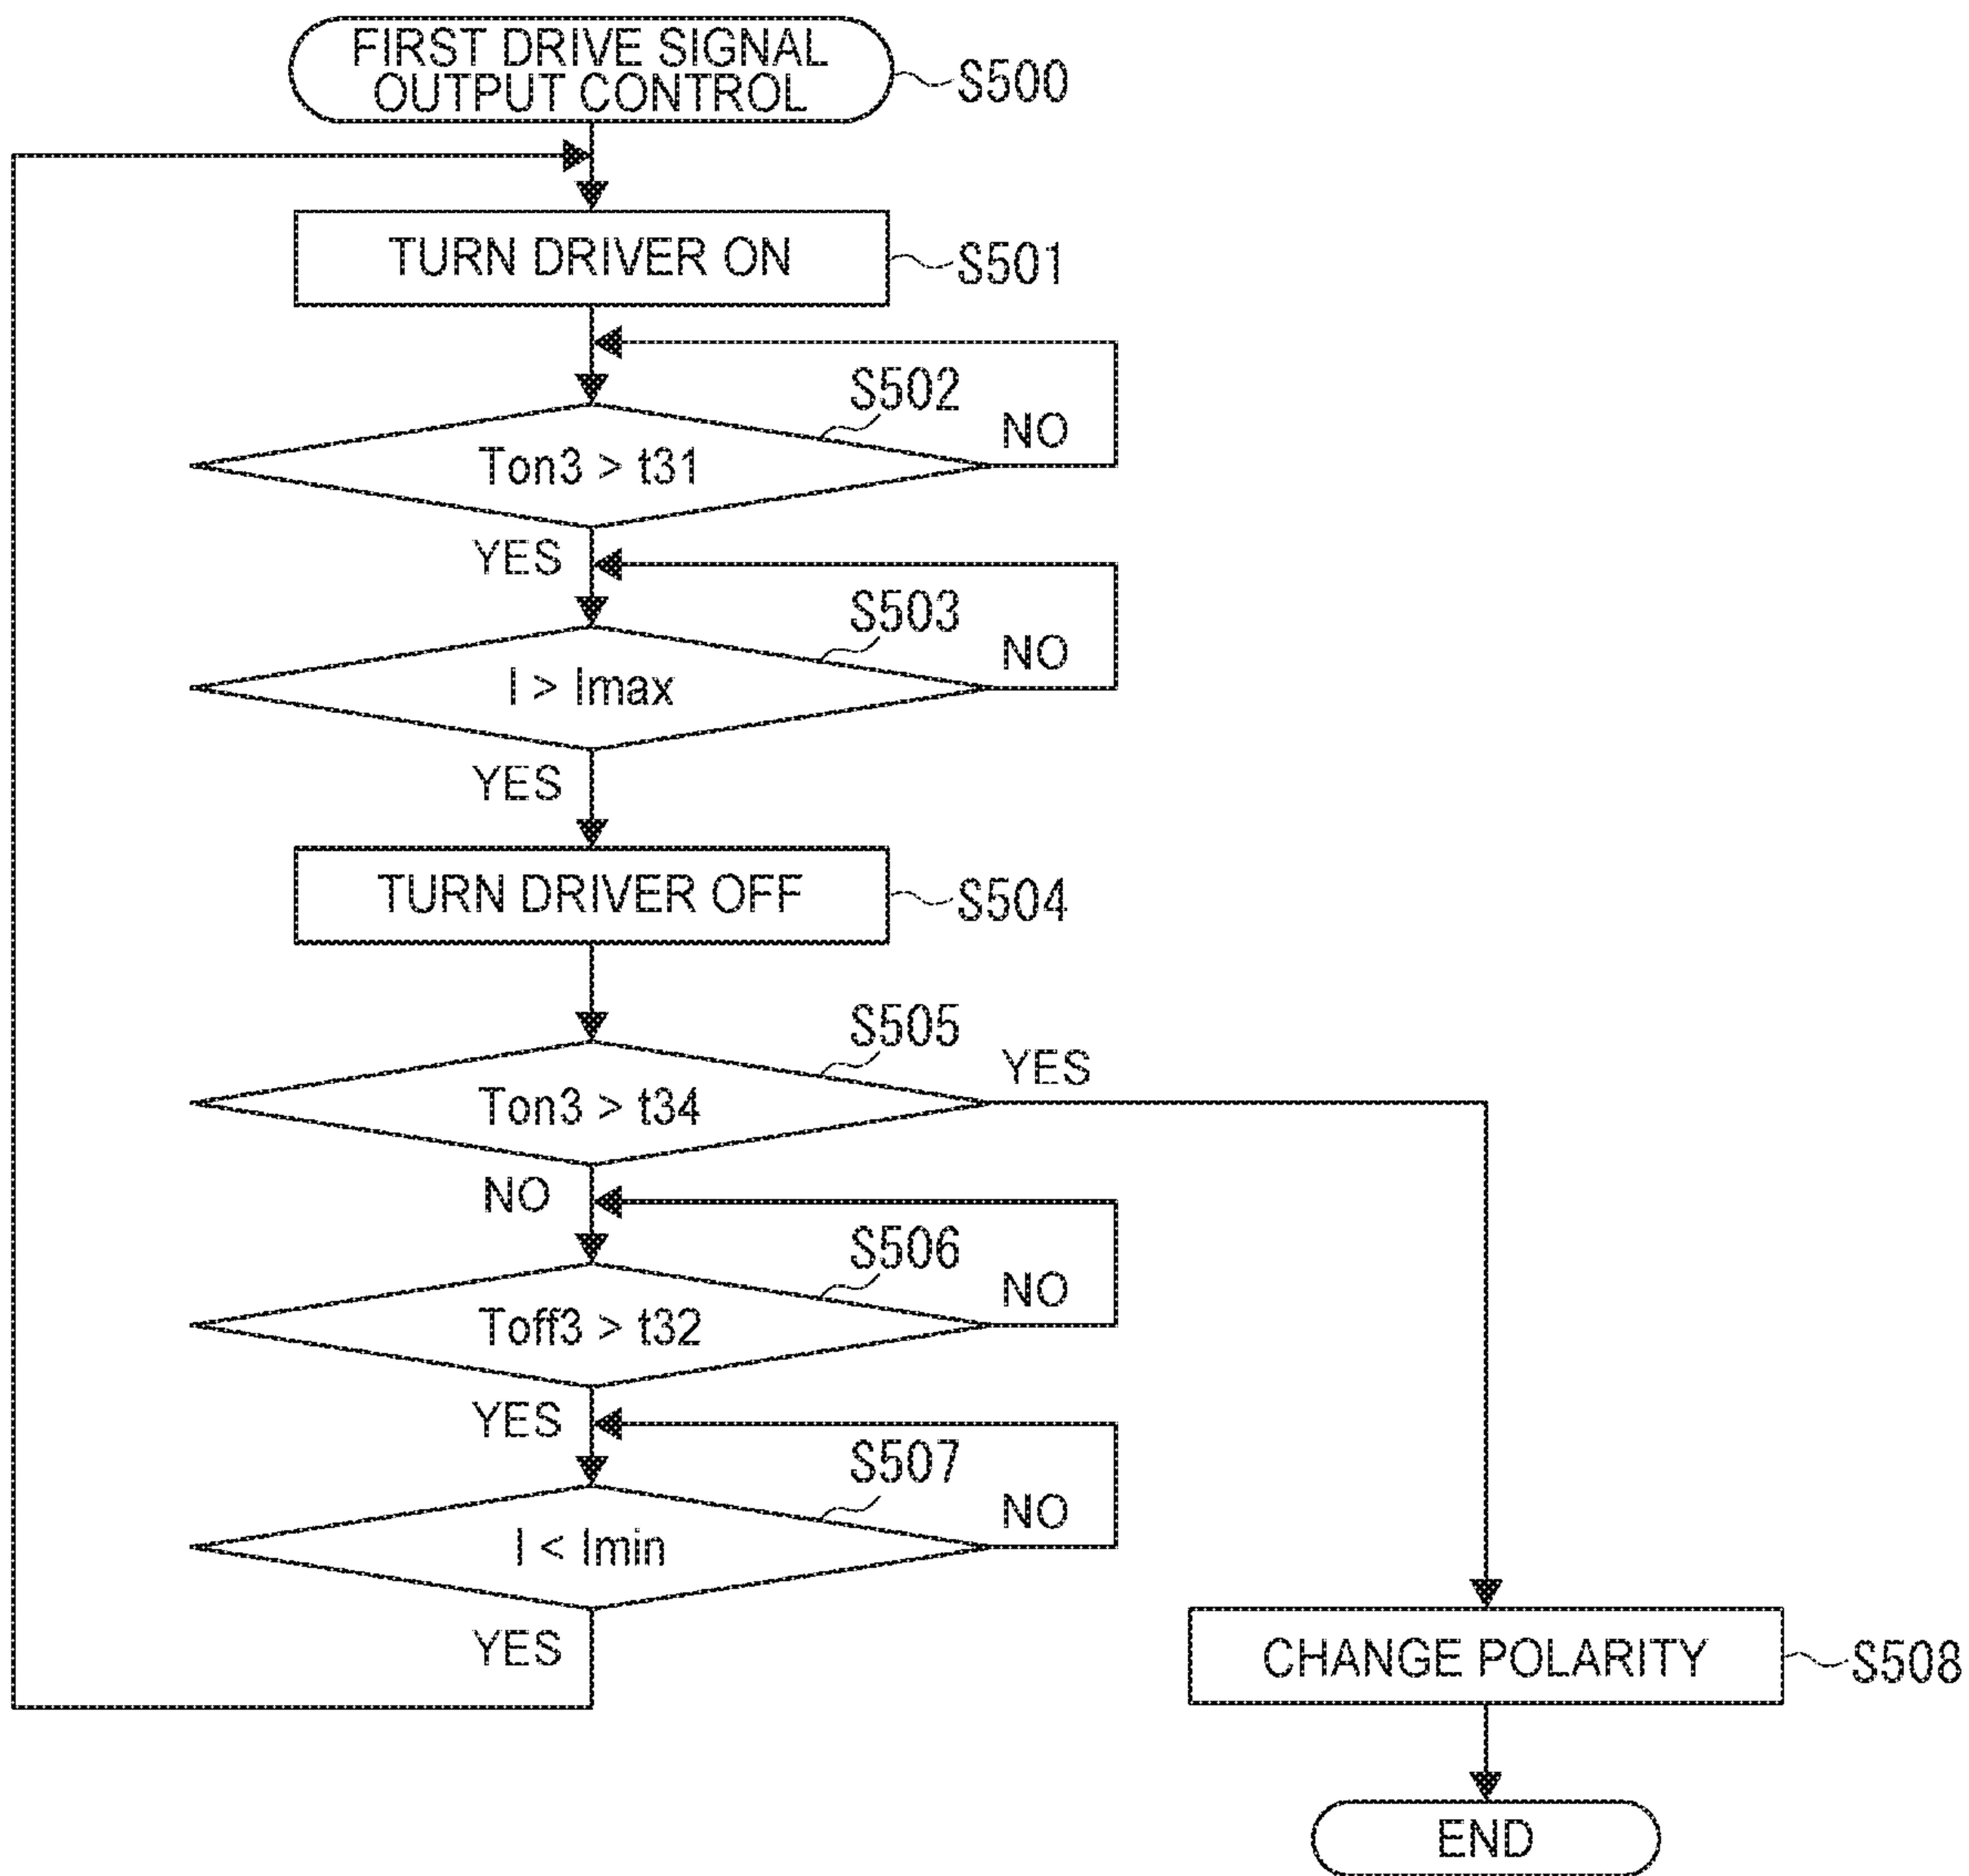 FIRST DRIVE SIGNAL
OUTPUT CONTROL
S500
TURN DRIVER ON
S501
S502
Ton3 > t31
NO
YES
S503
I > Imax
NO
YES
TURN DRIVER OFF
S504
S505
Ton3 > t34
YES
NO
S506
Toff3 > t32
NO
YES
S507
I < Imin
NO
YES
CHANGE POLARITY
S508
END